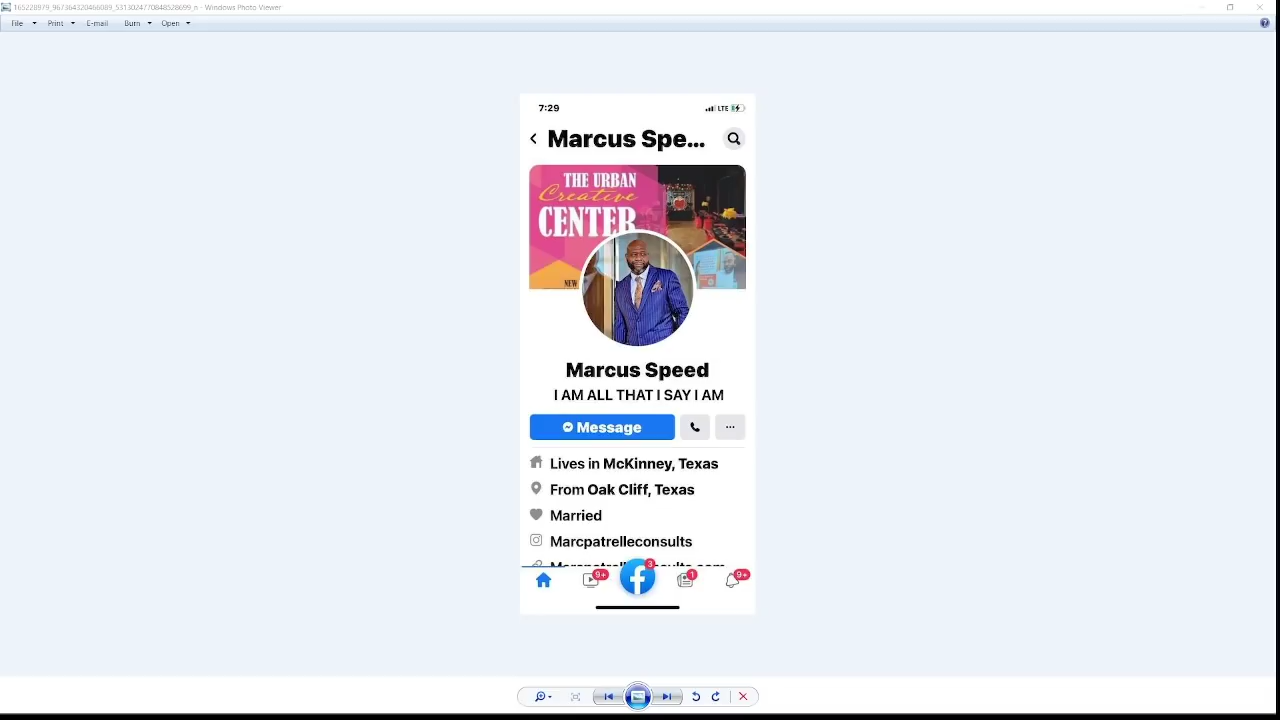 165228979_967364320466089_5313024770848528699_n - Windows Photo Viewer
File Print E-mail Burn Open
7:29 LTE
Marcus Spe...
THE URBAN
Creative
CENTER
NEW
Marcus Speed
I AM ALL THAT I SAY I AM
Message
Lives in McKinney, Texas
From Oak Cliff, Texas
Married
Marcpatrelleconsults
9+ 3 1 9+